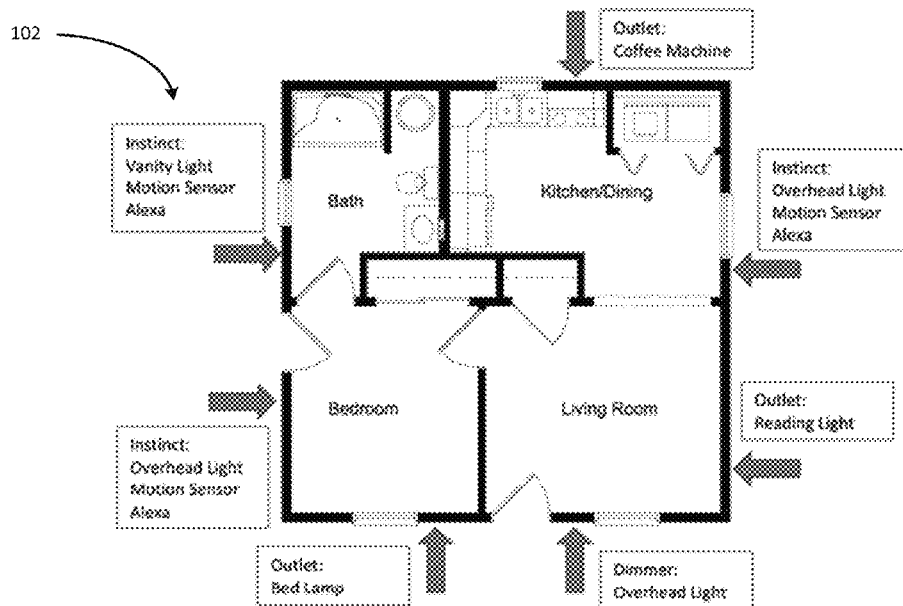 102
Outlet:
Coffee Machine
Instinct:
Vanity Light
Motion Sensor
Alexa
Bath
Kitchen/Dining
Instinct:
Overhead Light
Motion Sensor
Alexa
Bedroom
Living Room
Outlet:
Reading Light
Instinct:
Overhead Light
Motion Sensor
Alexa
Outlet:
Bed Lamp
Dimmer:
Overhead Light